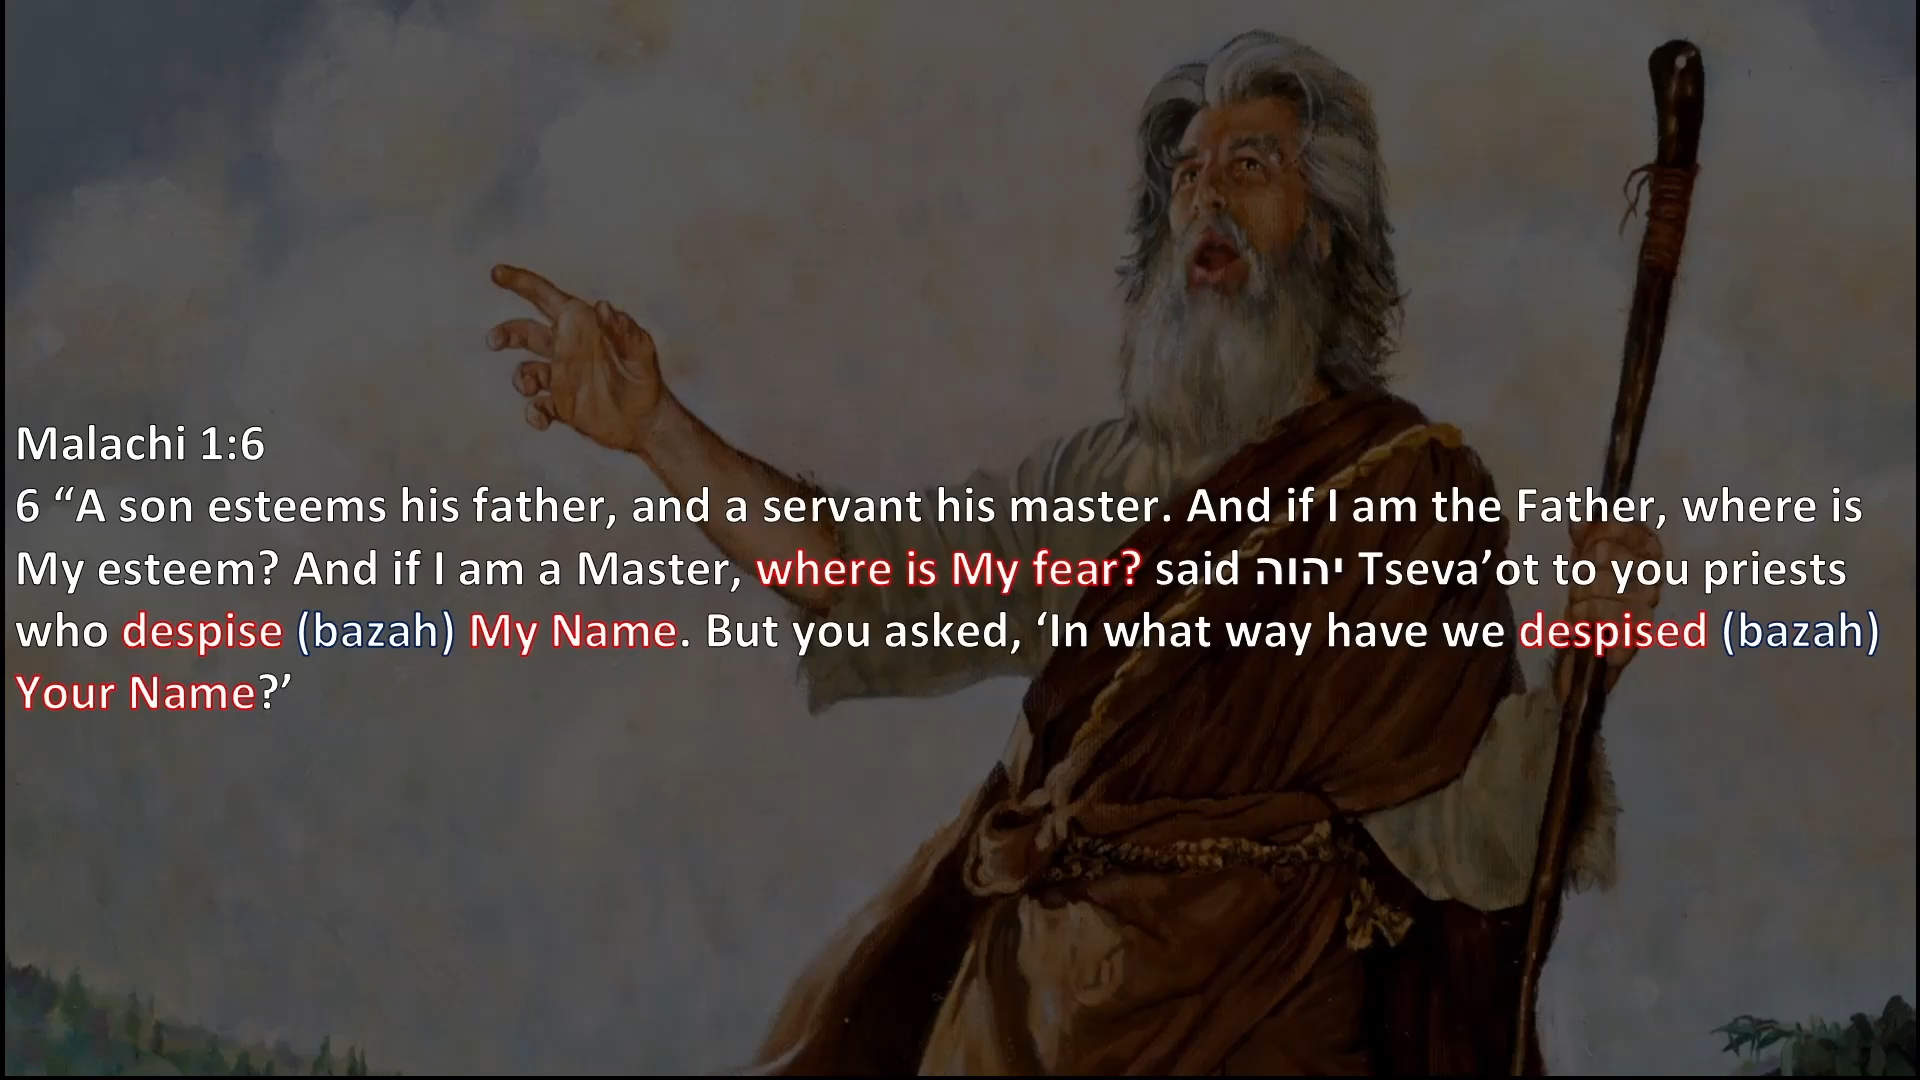 Malachi 1:6
6 “A son esteems his father, and a servant his master. And if I am the Father, where is
My esteem? And if I am a Master, where is My fear? said יהוה Tseva’ot to you priests
who despise (bazah) My Name. But you asked, ‘In what way have we despised (bazah)
Your Name?’